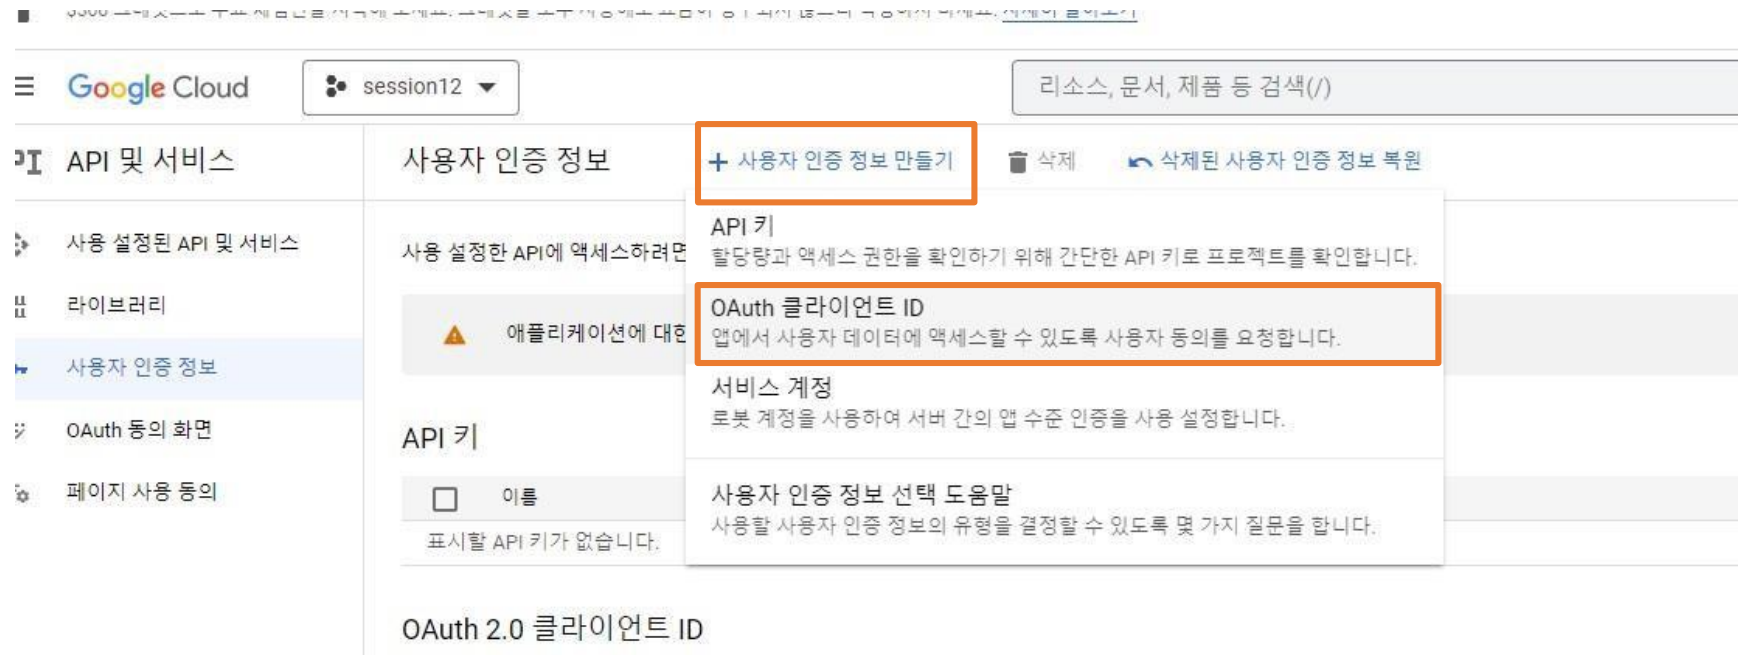 Google Cloud
session12
리소스, 문서, 제품 등 검색(/)
API 및 서비스
사용자 인증 정보
+ 사용자 인증 정보 만들기
삭제
삭제된 사용자 인증 정보 복원
사용 설정된 API 및 서비스
라이브러리
사용자 인증 정보
OAuth 동의 화면
페이지 사용 동의
사용 설정한 API에 액세스하려면
애플리케이션에 대한
API 키
할당량과 액세스 권한을 확인하기 위해 간단한 API 키로 프로젝트를 확인합니다.
OAuth 클라이언트 ID
앱에서 사용자 데이터에 액세스할 수 있도록 사용자 동의를 요청합니다.
서비스 계정
로봇 계정을 사용하여 서버 간의 앱 수준 인증을 사용 설정합니다.
사용자 인증 정보 선택 도움말
사용할 사용자 인증 정보의 유형을 결정할 수 있도록 몇 가지 질문을 합니다.
API 키
이름
표시할 API 키가 없습니다.
OAuth 2.0 클라이언트 ID